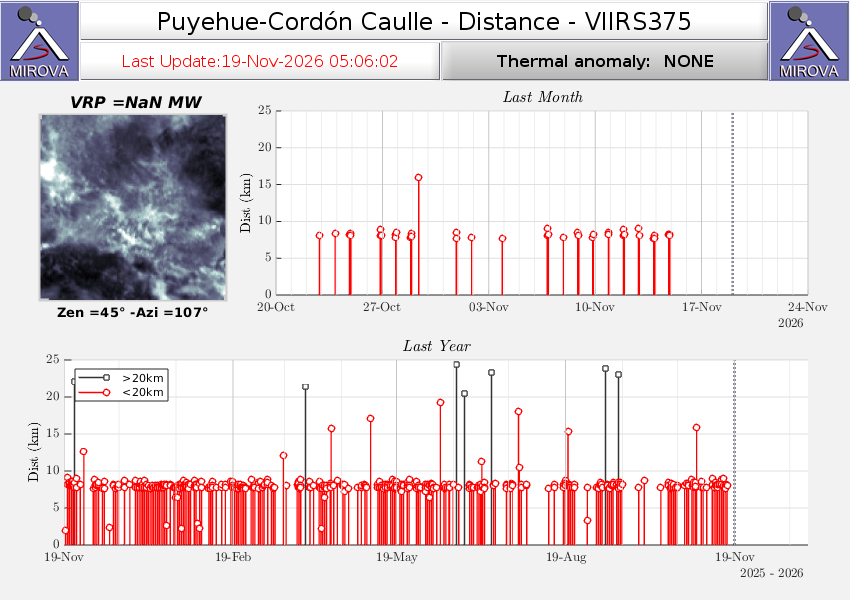 Puyehue-Cordón Caulle - Distance - VIIRS375
MIROVA
Last Update:19-Nov-2026 05:06:02
Thermal anomaly: NONE
MIROVA
VRP =NaN MW
Zen =45° -Azi =107°
Last Month
Dist (km)
25
20
15
10
5
0
20-Oct
27-Oct
03-Nov
10-Nov
17-Nov
24-Nov
2026
Last Year
Dist (km)
25
20
15
10
5
0
>20km
<20km
19-Nov
19-Feb
19-May
19-Aug
19-Nov
2025 - 2026